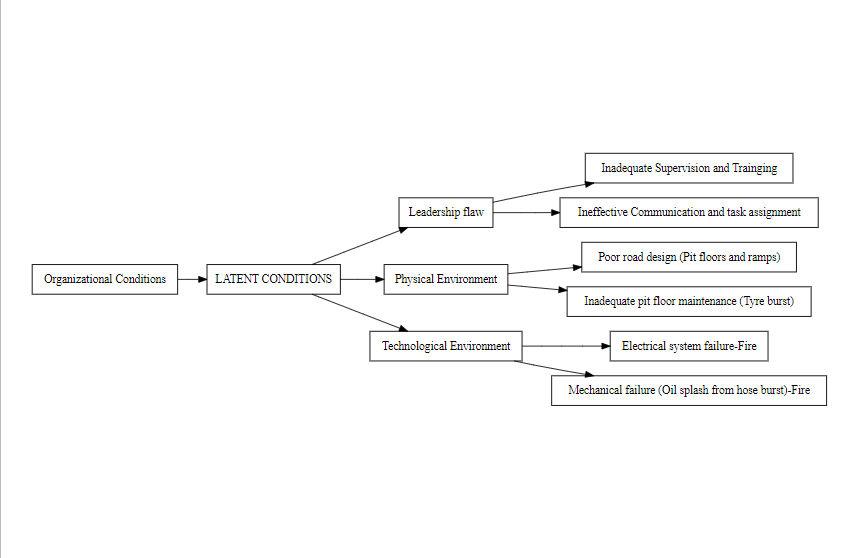 Organizational Conditions
LATENT CONDITIONS
Leadership flaw
Inadequate Supervision and Trainging
Ineffective Communication and task assignment
Physical Environment
Poor road design (Pit floors and ramps)
Inadequate pit floor maintenance (Tyre burst)
Technological Environment
Electrical system failure-Fire
Mechanical failure (Oil splash from hose burst)-Fire